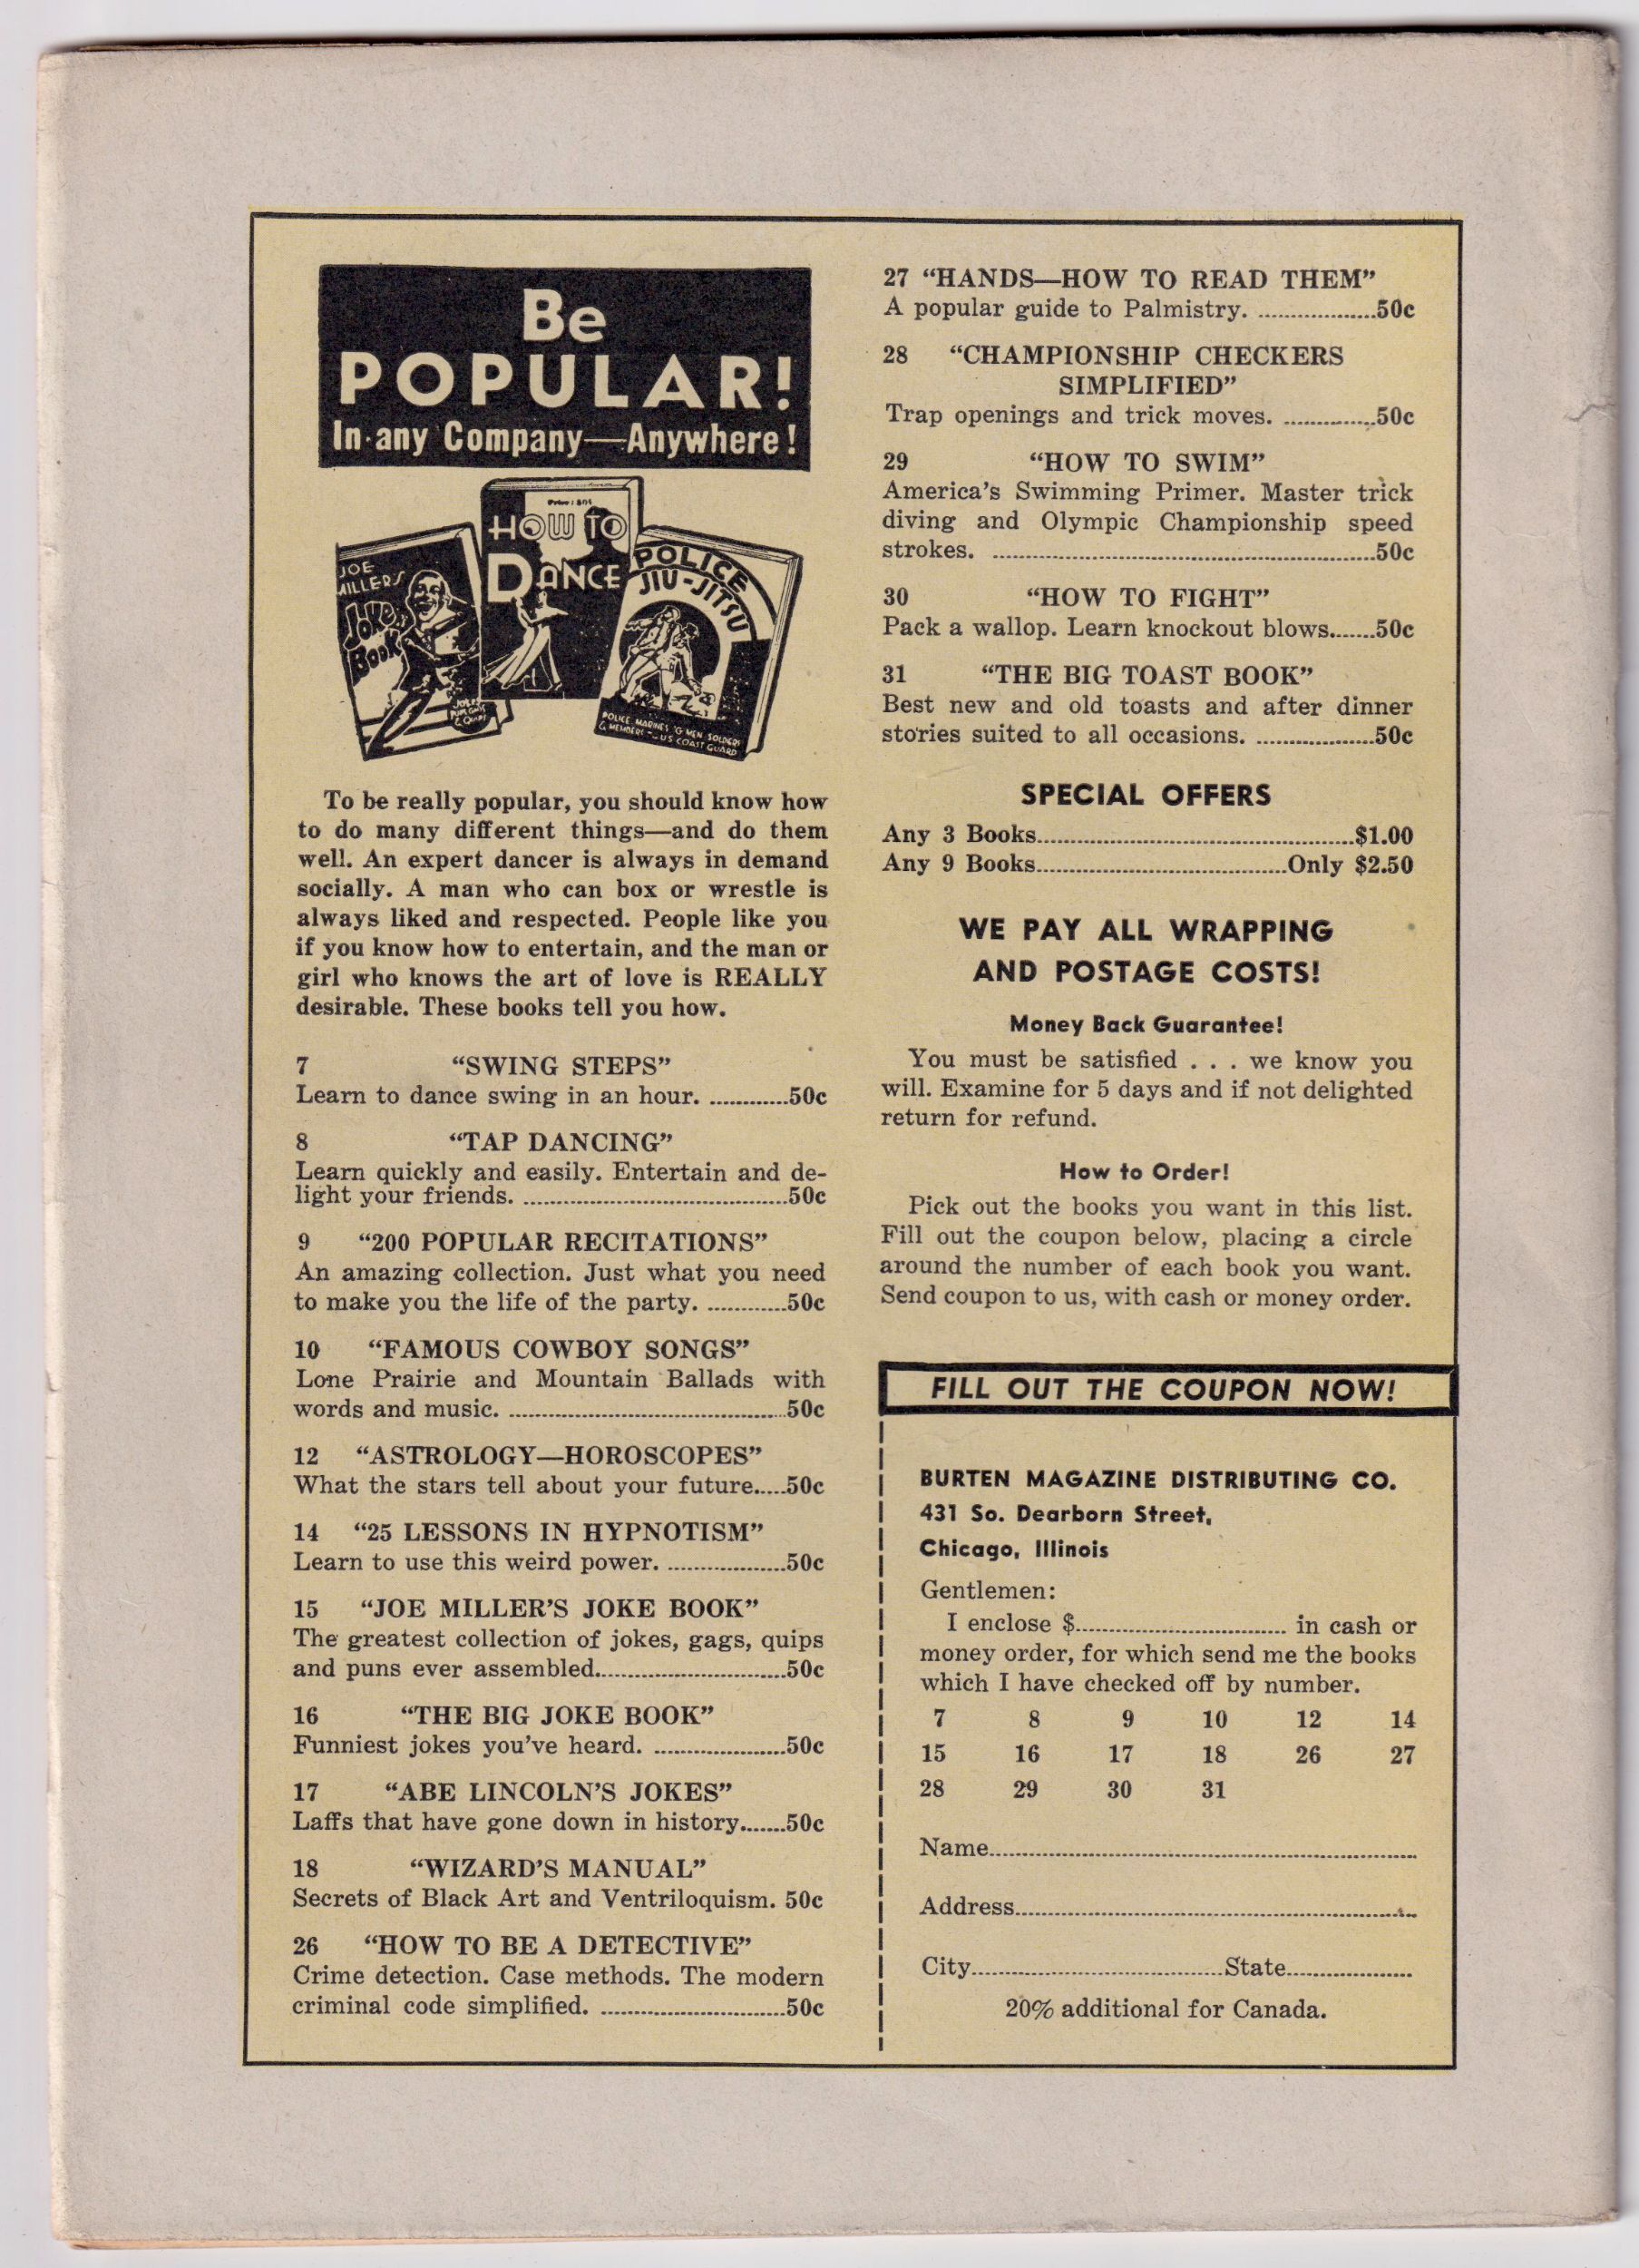 Be
POPULAR!
In any Company—Anywhere!
JOE
MILLER'S
JOKE
BOOK
Price: 50¢
HOW TO
DANCE
POLICE
JIU-JITSU
POLICE MARINES 'G' MEN SOLDIERS
& MEMBERS U.S. COAST GUARD
To be really popular, you should know how
to do many different things—and do them
well. An expert dancer is always in demand
socially. A man who can box or wrestle is
always liked and respected. People like you
if you know how to entertain, and the man or
girl who knows the art of love is REALLY
desirable. These books tell you how.
7 “SWING STEPS”
Learn to dance swing in an hour. ............50c
8 “TAP DANCING”
Learn quickly and easily. Entertain and de-
light your friends. ........................................50c
9 “200 POPULAR RECITATIONS”
An amazing collection. Just what you need
to make you the life of the party. ............50c
10 “FAMOUS COWBOY SONGS”
Lone Prairie and Mountain Ballads with
words and music. ..........................................50c
12 “ASTROLOGY—HOROSCOPES”
What the stars tell about your future.....50c
14 “25 LESSONS IN HYPNOTISM”
Learn to use this weird power. ..................50c
15 “JOE MILLER'S JOKE BOOK”
The greatest collection of jokes, gags, quips
and puns ever assembled.............................50c
16 “THE BIG JOKE BOOK”
Funniest jokes you've heard. ....................50c
17 “ABE LINCOLN'S JOKES”
Laffs that have gone down in history.......50c
18 “WIZARD'S MANUAL”
Secrets of Black Art and Ventriloquism. 50c
26 “HOW TO BE A DETECTIVE”
Crime detection. Case methods. The modern
criminal code simplified. ............................50c
27 “HANDS—HOW TO READ THEM”
A popular guide to Palmistry. ..................50c
28 “CHAMPIONSHIP CHECKERS
SIMPLIFIED”
Trap openings and trick moves. ..............50c
29 “HOW TO SWIM”
America's Swimming Primer. Master trick
diving and Olympic Championship speed
strokes. ..........................................................50c
30 “HOW TO FIGHT”
Pack a wallop. Learn knockout blows.......50c
31 “THE BIG TOAST BOOK”
Best new and old toasts and after dinner
stories suited to all occasions. ..................50c
SPECIAL OFFERS
Any 3 Books................................................$1.00
Any 9 Books......................................Only $2.50
WE PAY ALL WRAPPING
AND POSTAGE COSTS!
Money Back Guarantee!
You must be satisfied . . . we know you
will. Examine for 5 days and if not delighted
return for refund.
How to Order!
Pick out the books you want in this list.
Fill out the coupon below, placing a circle
around the number of each book you want.
Send coupon to us, with cash or money order.
FILL OUT THE COUPON NOW!
BURTEN MAGAZINE DISTRIBUTING CO.
431 So. Dearborn Street,
Chicago, Illinois
Gentlemen:
I enclose $................................ in cash or
money order, for which send me the books
which I have checked off by number.
7 8 9 10 12 14
15 16 17 18 26 27
28 29 30 31
Name.................................................................
Address.............................................................
City......................................State...................
20% additional for Canada.